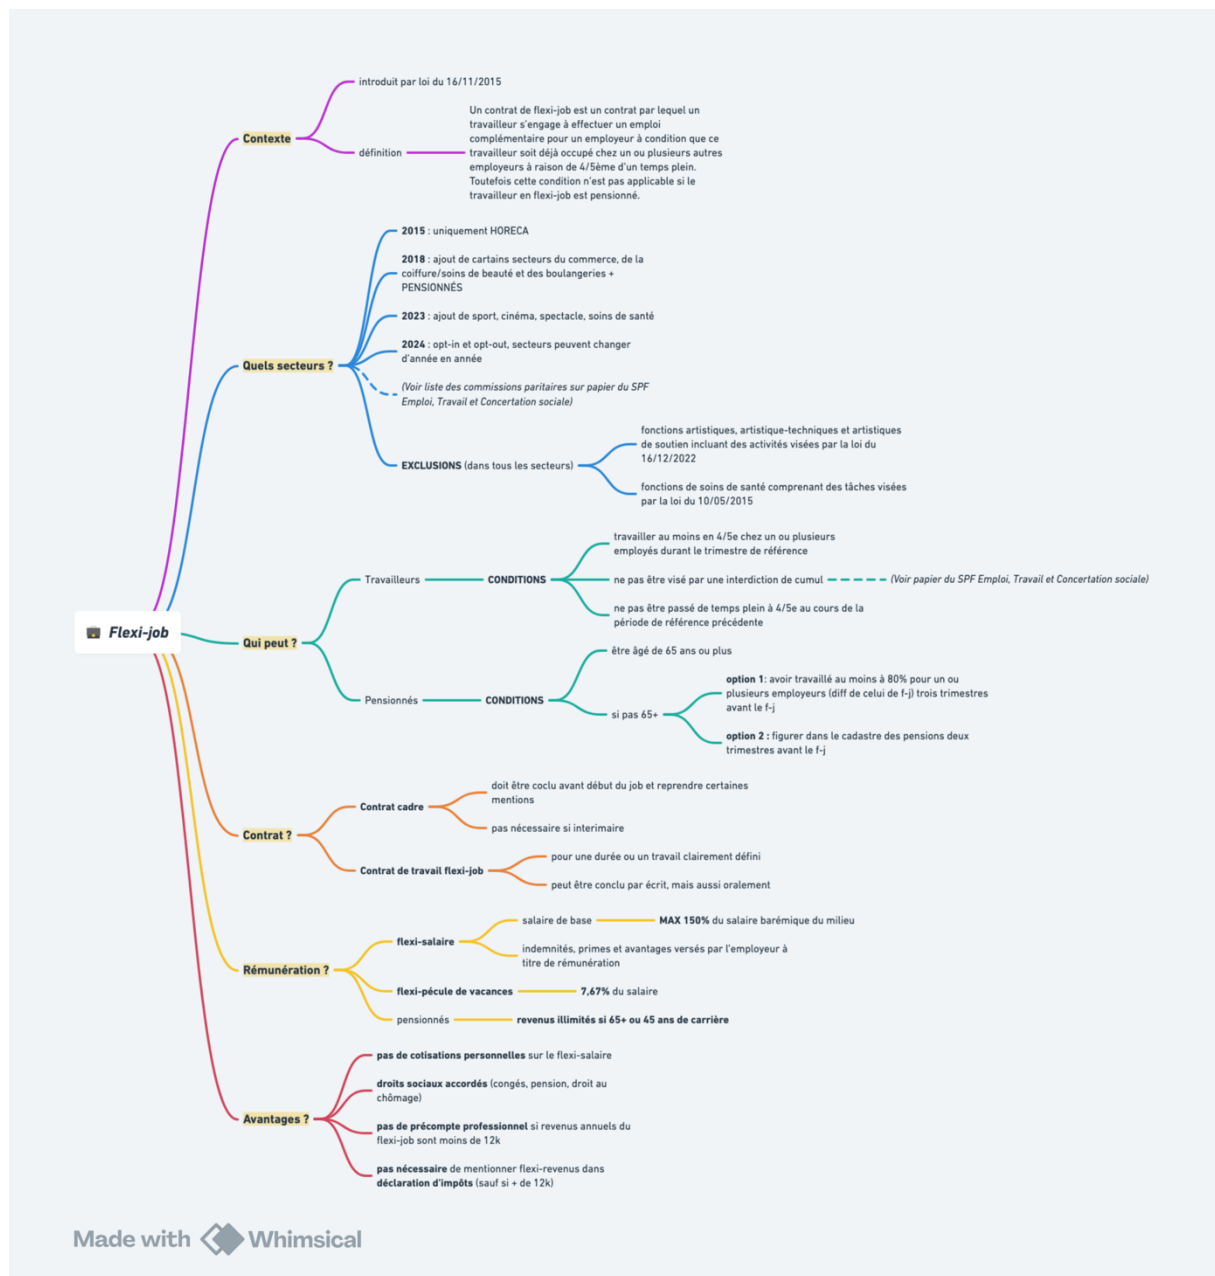 introduit par loi du 16/11/2015
Un contrat de flexi-job est un contrat par lequel un
travailleur s'engage à effectuer un emploi
complémentaire pour un employeur à condition que ce
travailleur soit déjà occupé chez un ou plusieurs autres
employeurs à raison de 4/5ème d'un temps plein.
Toutefois cette condition n'est pas applicable si le
travailleur en flexi-job est pensionné.
Contexte
définition
2015 : uniquement HORECA
2018 : ajout de cartains secteurs du commerce, de la
coiffure/soins de beauté et des boulangeries +
PENSIONNÉS
2023 : ajout de sport, cinéma, spectacle, soins de santé
2024 : opt-in et opt-out, secteurs peuvent changer
d'année en année
Quels secteurs ?
(Voir liste des commissions paritaires sur papier du SPF
Emploi, Travail et Concertation sociale)
EXCLUSIONS (dans tous les secteurs)
fonctions artistiques, artistique-techniques et artistiques
de soutien incluant des activités visées par la loi du
16/12/2022
fonctions de soins de santé comprenant des tâches visées
par la loi du 10/05/2015
travailler au moins en 4/5e chez un ou plusieurs
employés durant le trimestre de référence
Travailleurs
CONDITIONS
ne pas être visé par une interdiction de cumul
(Voir papier du SPF Emploi, Travail et Concertation sociale)
ne pas être passé de temps plein à 4/5e au cours de la
période de référence précédente
Flexi-job
Qui peut ?
être âgé de 65 ans ou plus
Pensionnés
CONDITIONS
si pas 65+
option 1: avoir travaillé au moins à 80% pour un ou
plusieurs employeurs (diff de celui de f-j) trois trimestres
avant le f-j
option 2 : figurer dans le cadastre des pensions deux
trimestres avant le f-j
doit être coclu avant début du job et reprendre certaines
mentions
Contrat cadre
pas nécessaire si interimaire
Contrat ?
Contrat de travail flexi-job
pour une durée ou un travail clairement défini
peut être conclu par écrit, mais aussi oralement
salaire de base
MAX 150% du salaire barémique du milieu
flexi-salaire
indemnités, primes et avantages versés par l'employeur à
titre de rémunération
Rémunération ?
flexi-pécule de vacances
7,67% du salaire
pensionnés
revenus illimités si 65+ ou 45 ans de carrière
pas de cotisations personnelles sur le flexi-salaire
droits sociaux accordés (congés, pension, droit au
chômage)
Avantages ?
pas de précompte professionnel si revenus annuels du
flexi-job sont moins de 12k
pas nécessaire de mentionner flexi-revenus dans
déclaration d'impôts (sauf si + de 12k)
Made with Whimsical